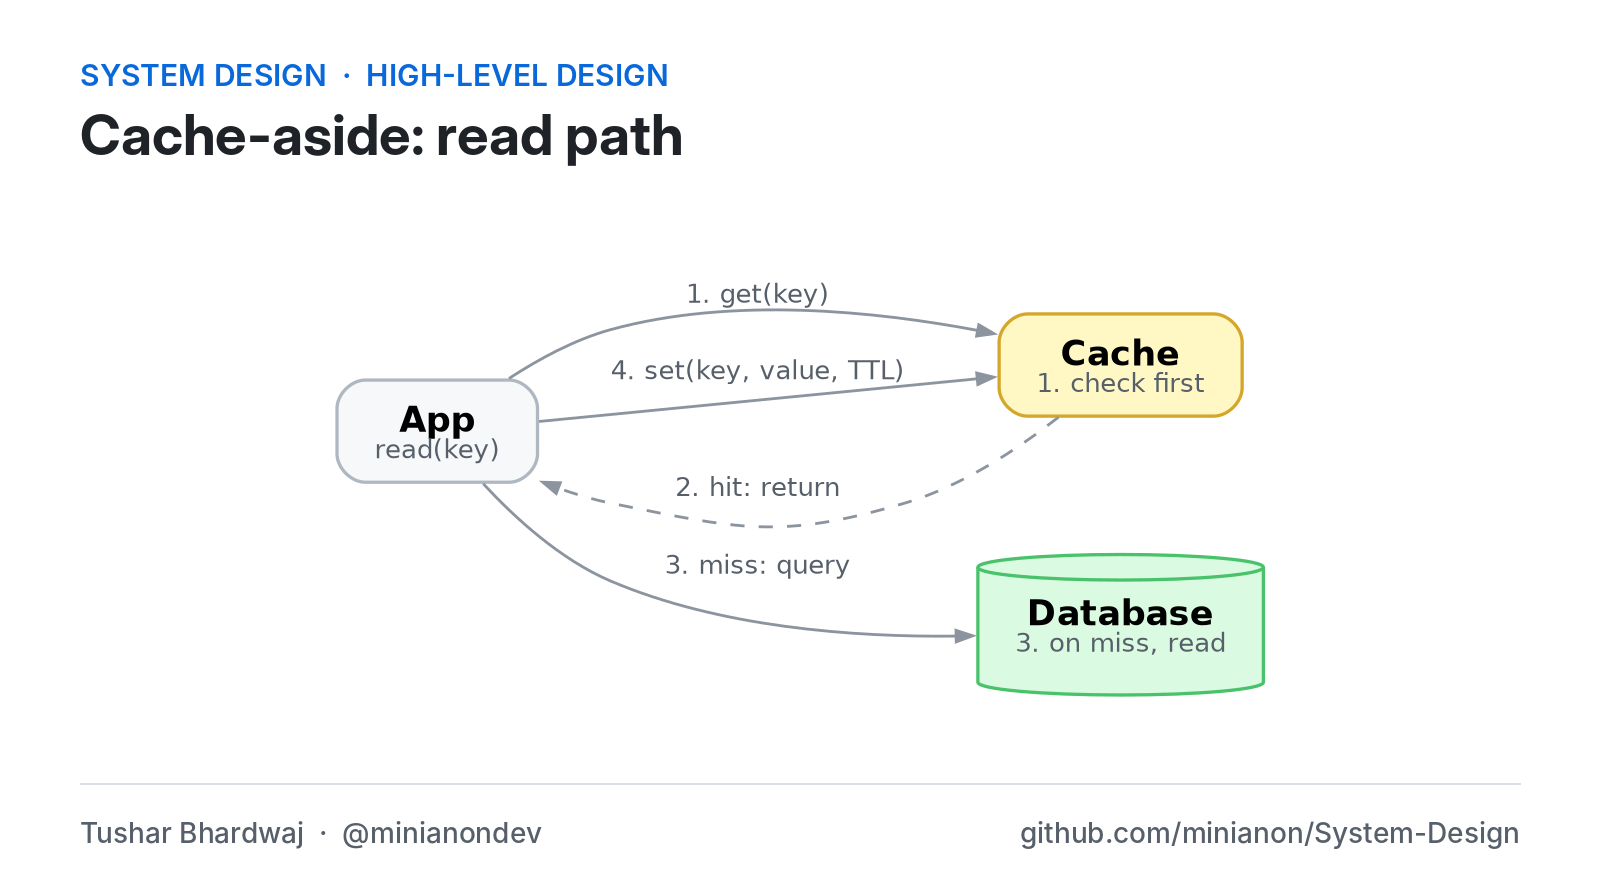 SYSTEM DESIGN · HIGH-LEVEL DESIGN
Cache-aside: read path
1. get(key)
4. set(key, value, TTL)
Cache
1. check first
App
read(key)
2. hit: return
3. miss: query
Database
3. on miss, read
Tushar Bhardwaj · @minianondev
github.com/minianon/System-Design